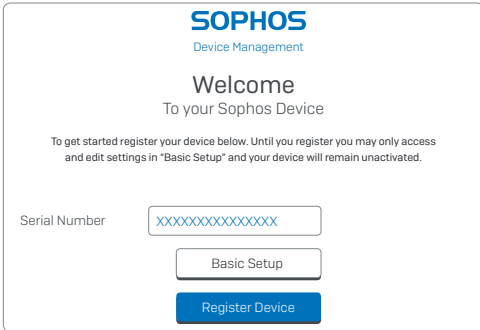 SOPHOS
Device Management
Welcome
To your Sophos Device
To get started register your device below. Until you register you may only access
and edit settings in "Basic Setup" and your device will remain unactivated.
Serial Number XXXXXXXXXXXXXXX
Basic Setup
Register Device